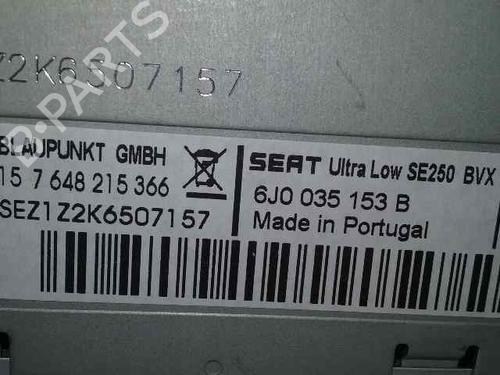 Z2K6507157
B-PARTS
BLAUPUNKT GMBH
15 7 648 215 366
SEZ1Z2K6507157
SEAT Ultra Low SE250 BVX
6J0 035 153 B
Made in Portugal